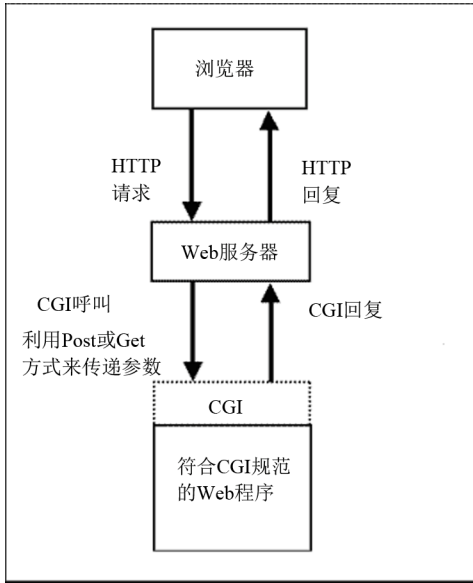 浏览器
HTTP
请求
HTTP
回复
Web服务器
CGI呼叫
利用Post或Get
方式来传递参数
CGI回复
CGI
符合CGI规范
的Web程序